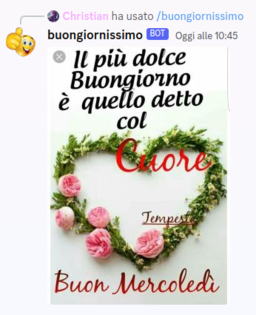 Christian ha usato /buongiornissimo
buongiornissimo BOT Oggi alle 10:45
Il più dolce
Buongiorno
è quello detto
col
Cuore
Tempesta
Buon Mercoledì